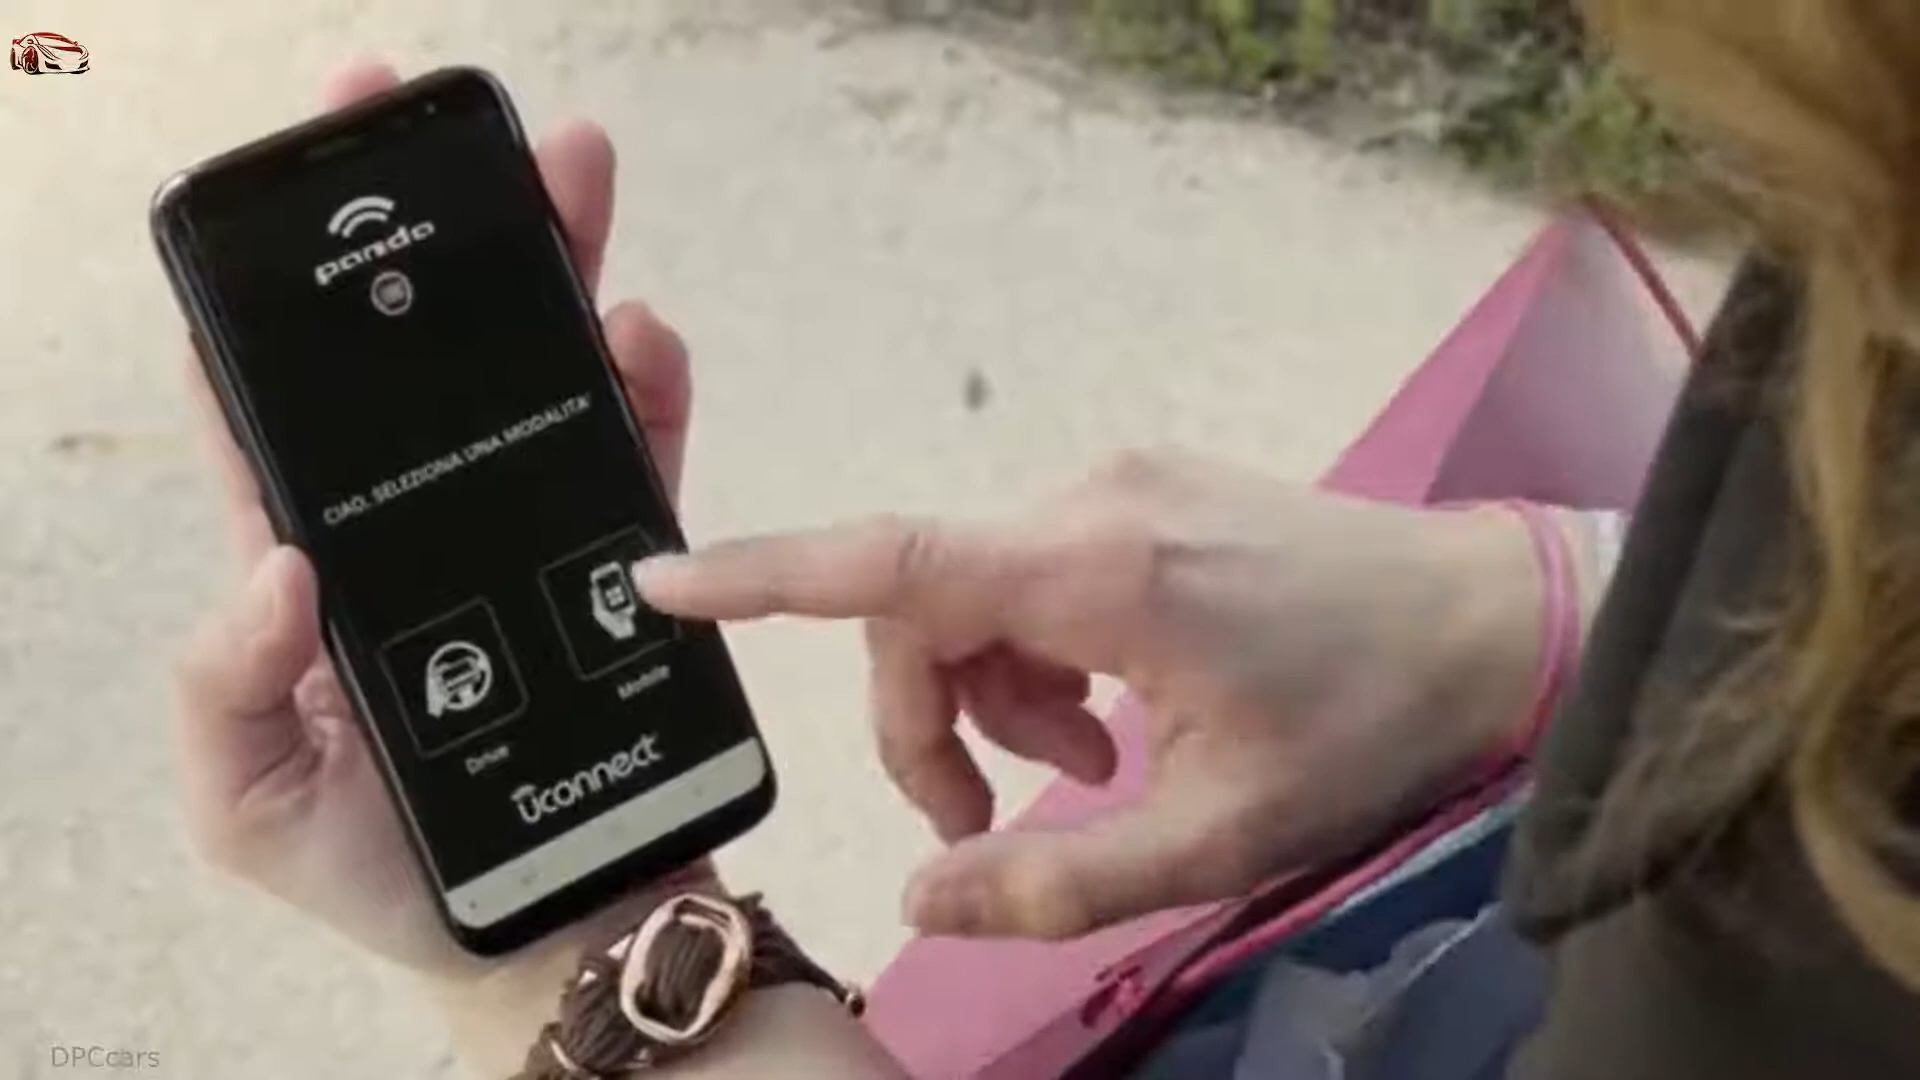 panda
CIAO, SELEZIONA UNA MODALITA'
Drive
Mobile
uconnect
DPCcars